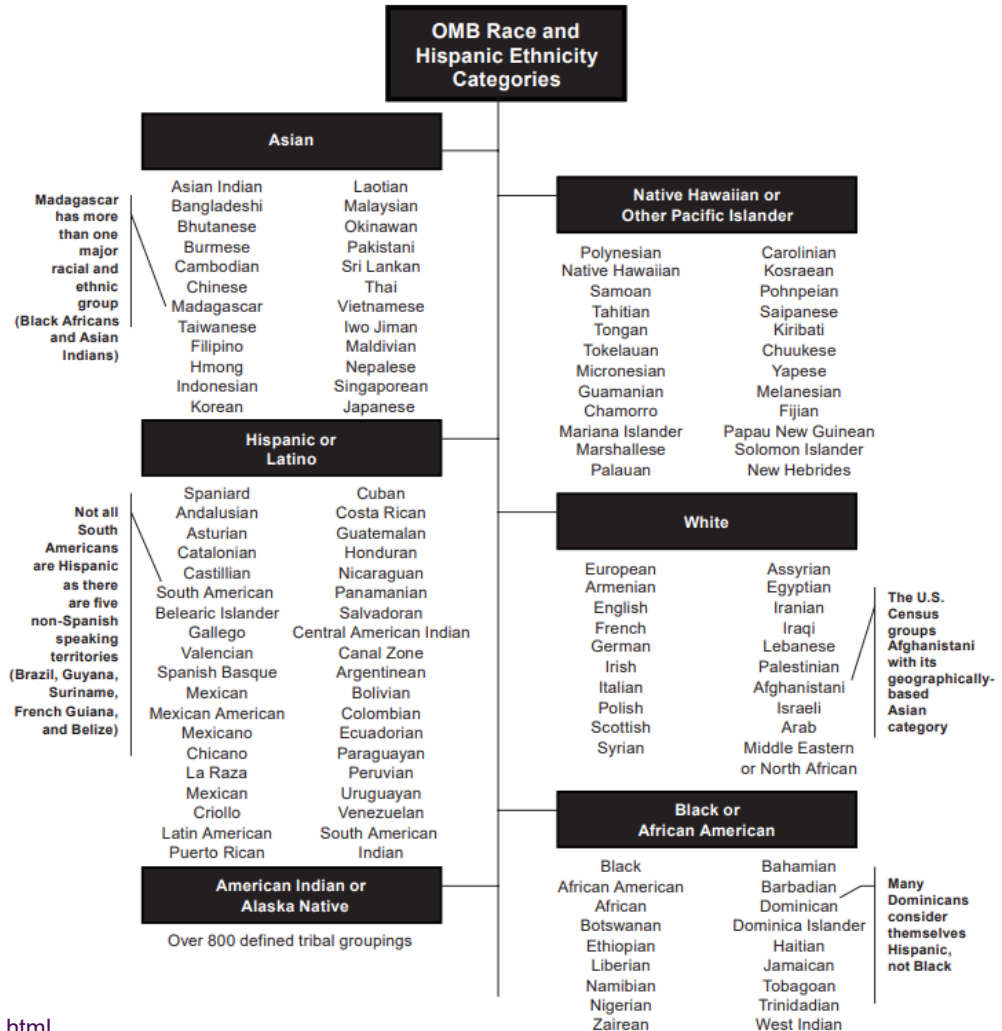 OMB Race and
Hispanic Ethnicity
Categories
Asian
Asian Indian
Bangladeshi
Bhutanese
Burmese
Cambodian
Chinese
Madagascar
Taiwanese
Filipino
Hmong
Indonesian
Korean
Laotian
Malaysian
Okinawan
Pakistani
Sri Lankan
Thai
Vietnamese
Iwo Jiman
Maldivian
Nepalese
Singaporean
Japanese
Madagascar
has more
than one
major
racial and
ethnic
group
(Black Africans
and Asian
Indians)
Hispanic or
Latino
Spaniard
Andalusian
Asturian
Catalonian
Castillian
South American
Belearic Islander
Gallego
Valencian
Spanish Basque
Mexican
Mexican American
Mexicano
Chicano
La Raza
Mexican
Criollo
Latin American
Puerto Rican
Cuban
Costa Rican
Guatemalan
Honduran
Nicaraguan
Panamanian
Salvadoran
Central American Indian
Canal Zone
Argentinean
Bolivian
Colombian
Ecuadorian
Paraguayan
Peruvian
Uruguayan
Venezuelan
South American
Indian
Not all
South
Americans
are Hispanic
as there
are five
non-Spanish
speaking
territories
(Brazil, Guyana,
Suriname,
French Guiana,
and Belize)
American Indian or
Alaska Native
Over 800 defined tribal groupings
Native Hawaiian or
Other Pacific Islander
Polynesian
Native Hawaiian
Samoan
Tahitian
Tongan
Tokelauan
Micronesian
Guamanian
Chamorro
Mariana Islander
Marshallese
Palauan
Carolinian
Kosraean
Pohnpeian
Saipanese
Kiribati
Chuukese
Yapese
Melanesian
Fijian
Papau New Guinean
Solomon Islander
New Hebrides
White
European
Armenian
English
French
German
Irish
Italian
Polish
Scottish
Syrian
Assyrian
Egyptian
Iranian
Iraqi
Lebanese
Palestinian
Afghanistani
Israeli
Arab
Middle Eastern
or North African
The U.S.
Census
groups
Afghanistani
with its
geographically-
based
Asian
category
Black or
African American
Black
African American
African
Botswanan
Ethiopian
Liberian
Namibian
Nigerian
Zairean
Bahamian
Barbadian
Dominican
Dominica Islander
Haitian
Jamaican
Tobagoan
Trinidadian
West Indian
Many
Dominicans
consider
themselves
Hispanic,
not Black
html